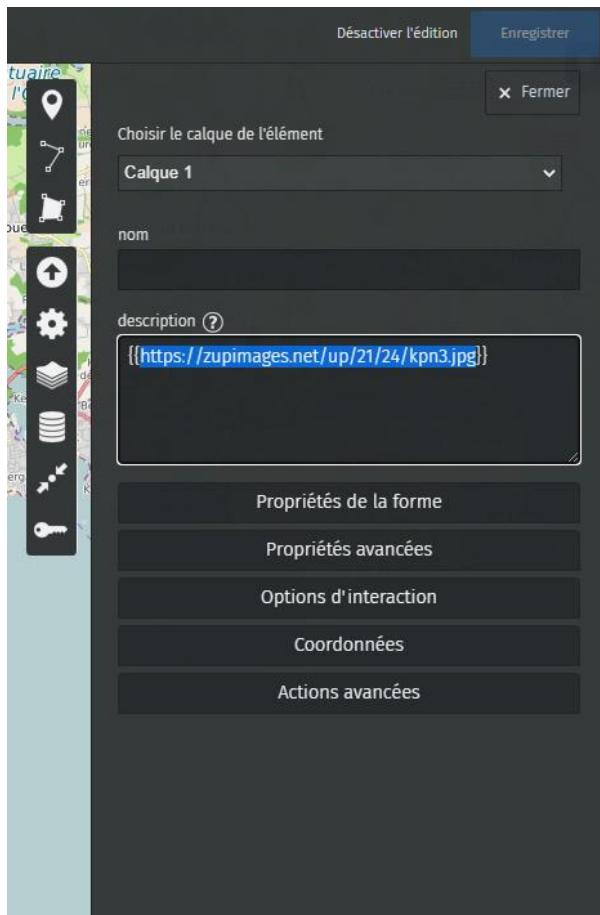 Désactiver l'édition
Enregistrer
tuaire
l'O
× Fermer
Choisir le calque de l'élément
Calque 1
nom
description ?
{{https://zupimages.net/up/21/24/kpn3.jpg}}
Propriétés de la forme
Propriétés avancées
Options d'interaction
Coordonnées
Actions avancées